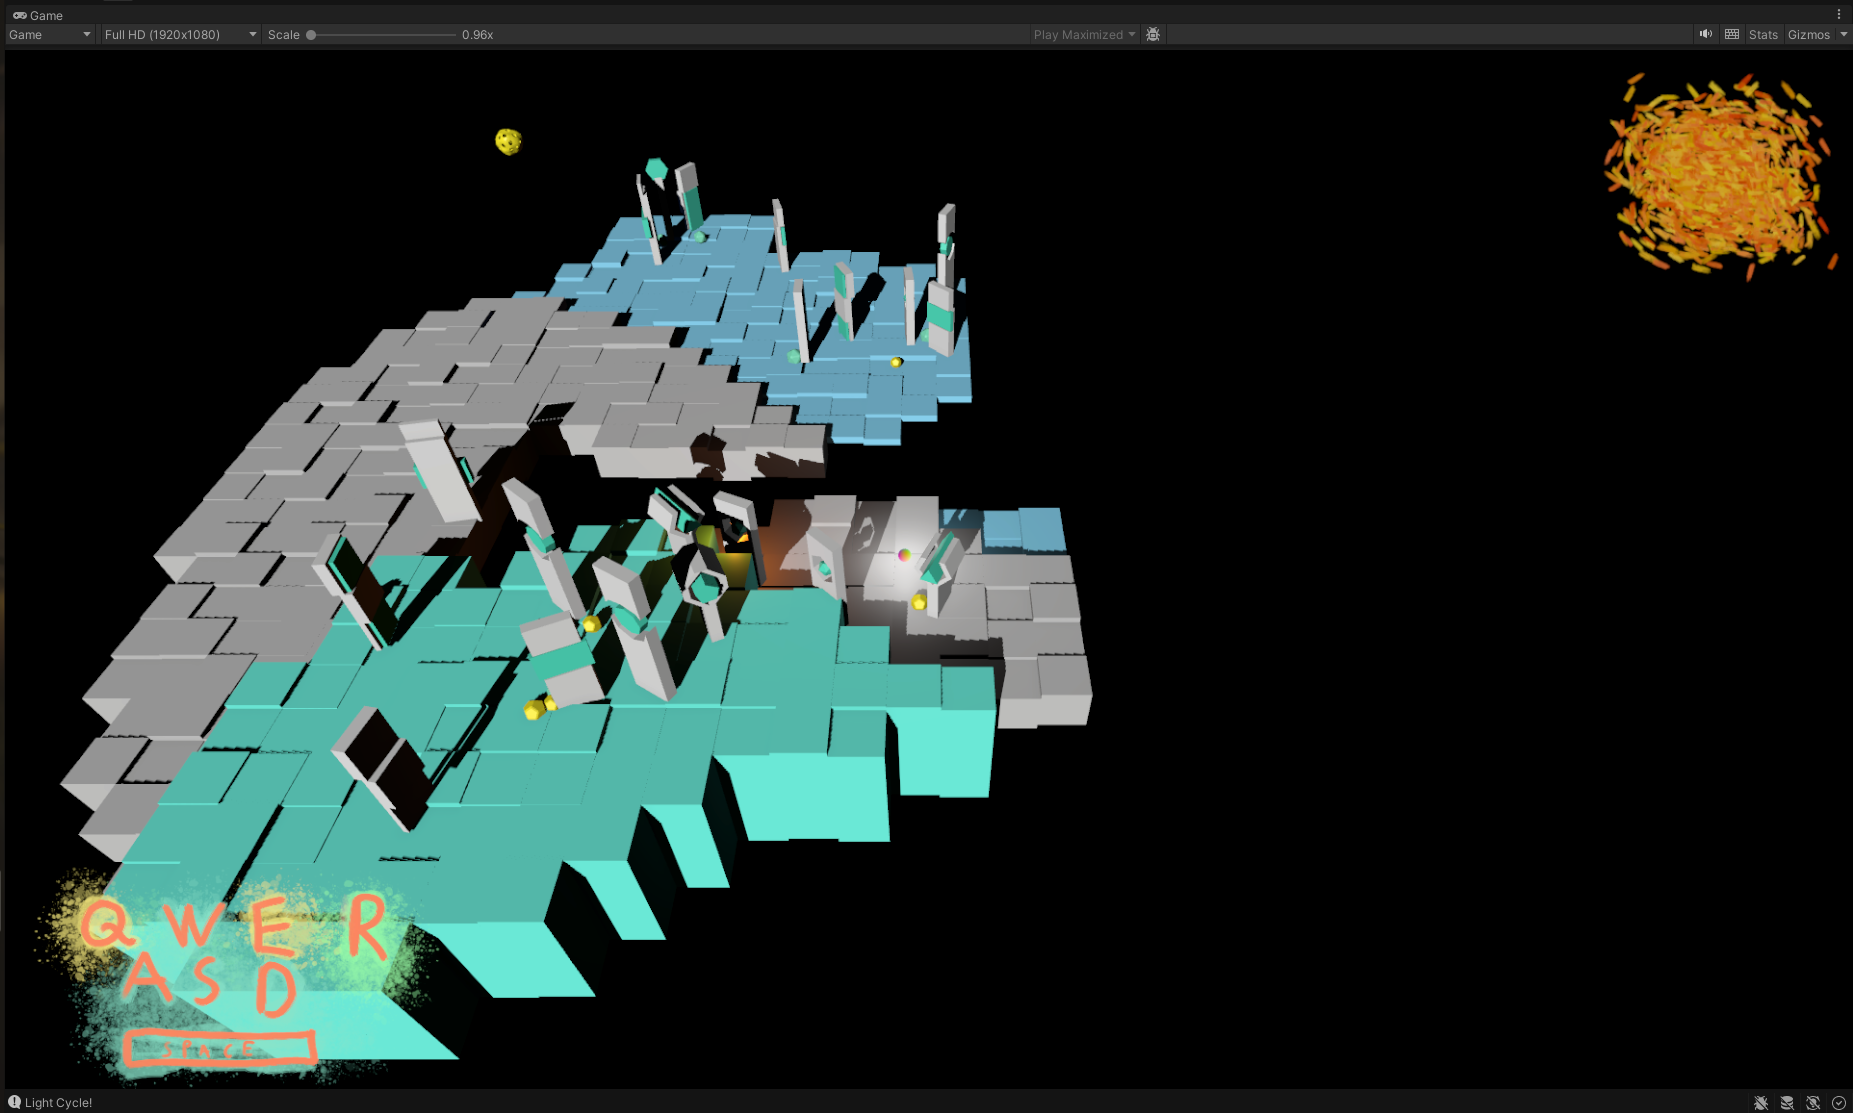 Game
Game Full HD (1920x1080) Scale 0.96x Play Maximized Stats Gizmos
Q W E R
A S D
SPACE
Light Cycle!